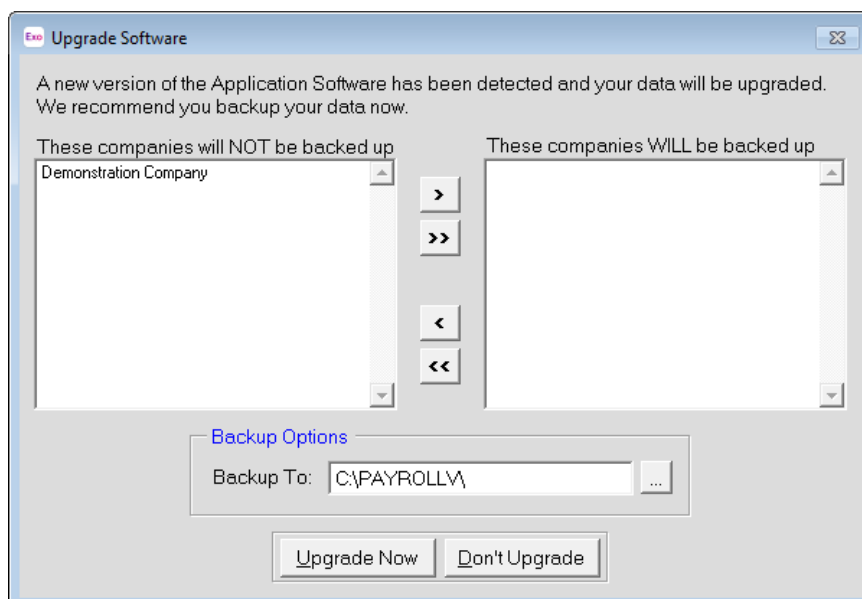 Exo Upgrade Software
A new version of the Application Software has been detected and your data will be upgraded.
We recommend you backup your data now.
These companies will NOT be backed up
These companies WILL be backed up
Demonstration Company
>
>>
<
<<
Backup Options
Backup To: C:\PAYROLLV\ ...
Upgrade Now Don't Upgrade